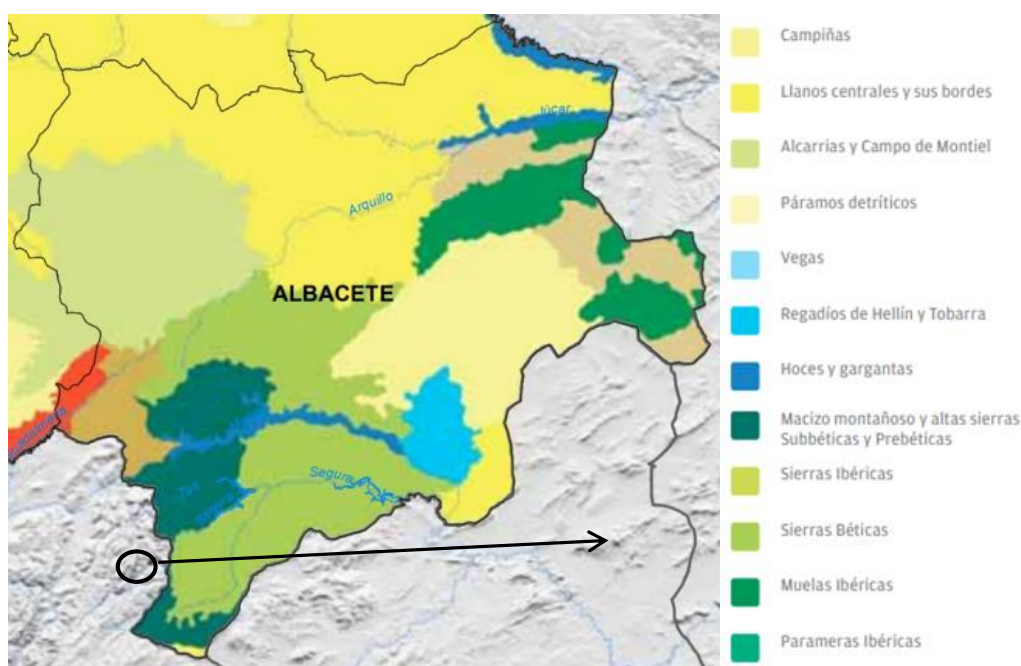 Campiñas
Llanos centrales y sus bordes
Alcarrias y Campo de Montiel
Páramos detríticos
Vegas
Regadíos de Hellín y Tobarra
Hoces y gargantas
Macizo montañoso y altas sierras
Subbéticas y Prebéticas
Sierras Ibéricas
Sierras Béticas
Muelas Ibéricas
Parameras Ibéricas
Júcar
Arquillo
ALBACETE
Segura
Tus